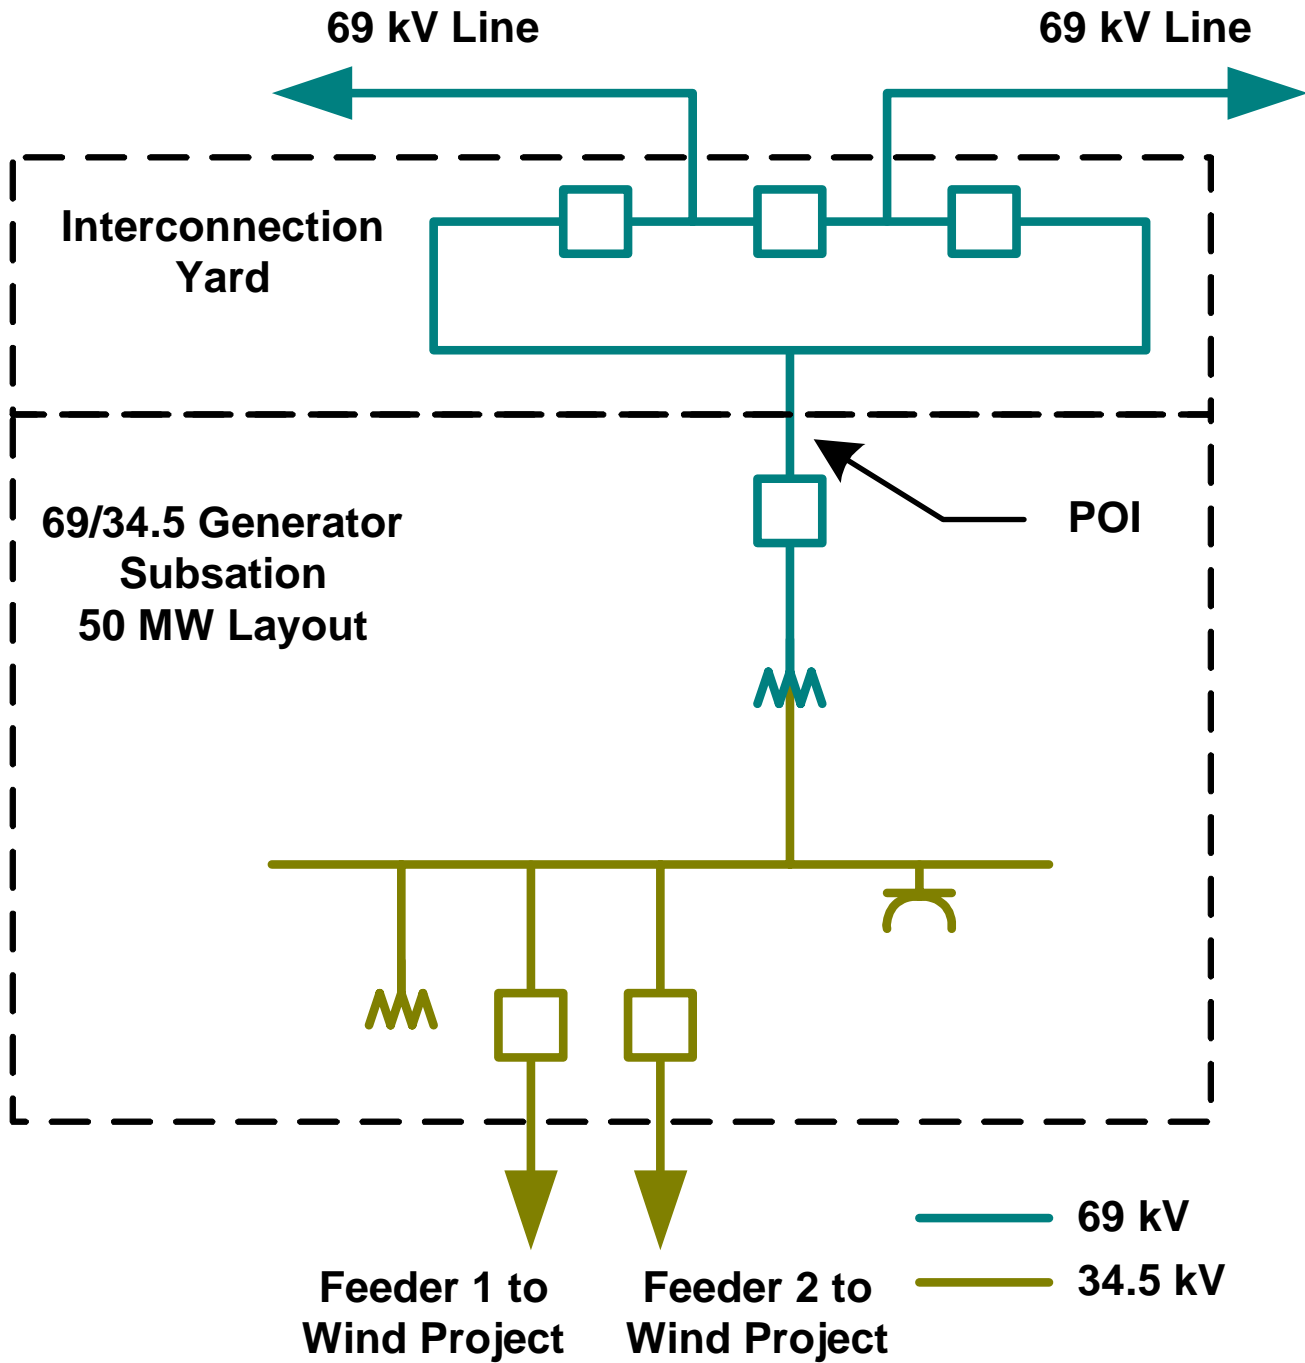 69 kV Line
69 kV Line
Interconnection
Yard
69/34.5 Generator
Subsation
50 MW Layout
POI
69 kV
34.5 kV
Feeder 1 to
Wind Project
Feeder 2 to
Wind Project